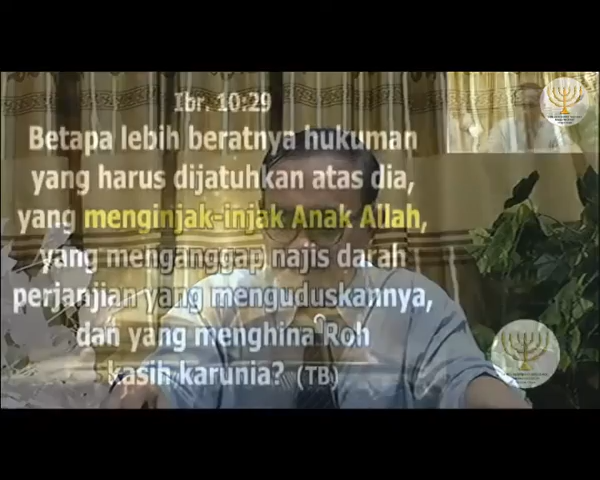 Ibr. 10:29
Betapa lebih beratnya hukuman
yang harus dijatuhkan atas dia,
yang menginjak-injak Anak Allah,
yang menganggap najis darah
perjanjian yang menguduskannya,
dan yang menghina Roh
kasih karunia? (TB)